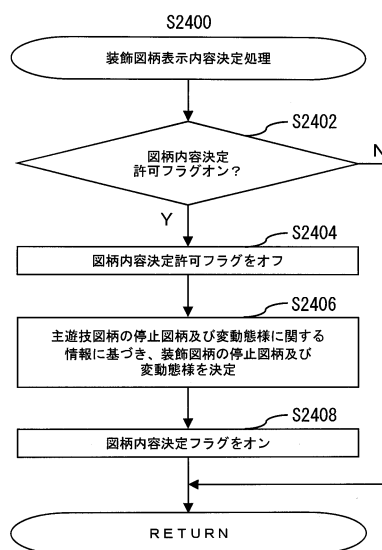 S2400
装飾図柄表示内容決定処理
S2402
図柄内容決定
許可フラグオン?
N
Y
S2404
図柄内容決定許可フラグをオフ
S2406
主遊技図柄の停止図柄及び変動態様に関する
情報に基づき、装飾図柄の停止図柄及び
変動態様を決定
S2408
図柄内容決定フラグをオン
RETURN